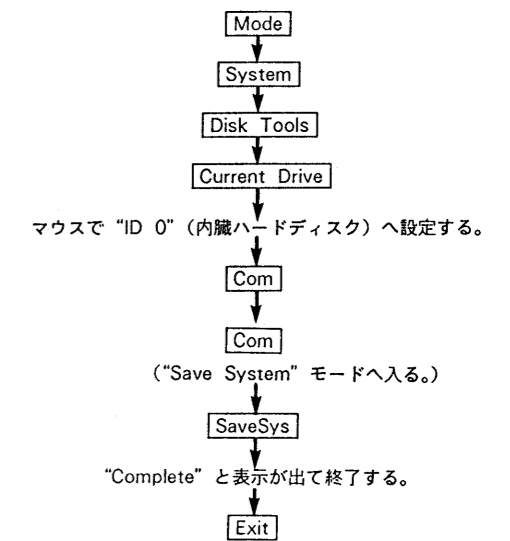 Mode
System
Disk Tools
Current Drive
マウスで“ID 0”（内臓ハードディスク）へ設定する。
Com
Com
（“Save System” モードへ入る。）
SaveSys
“Complete” と表示が出て終了する。
Exit